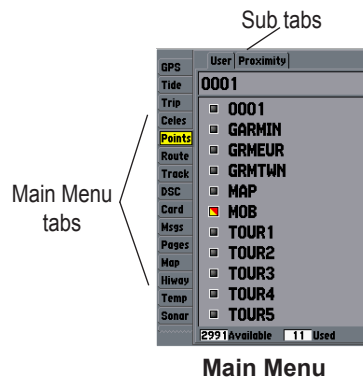 Sub tabs
User Proximity
GPS
Tide
Trip
Celes
Points
Route
Track
DSC
Card
Msgs
Pages
Map
Hiway
Temp
Sonar
0001
0001
GARMIN
GRMEUR
GRMTWN
MAP
MOB
TOUR1
TOUR2
TOUR3
TOUR4
TOUR5
2991 Available 11 Used
Main Menu
tabs
Main Menu